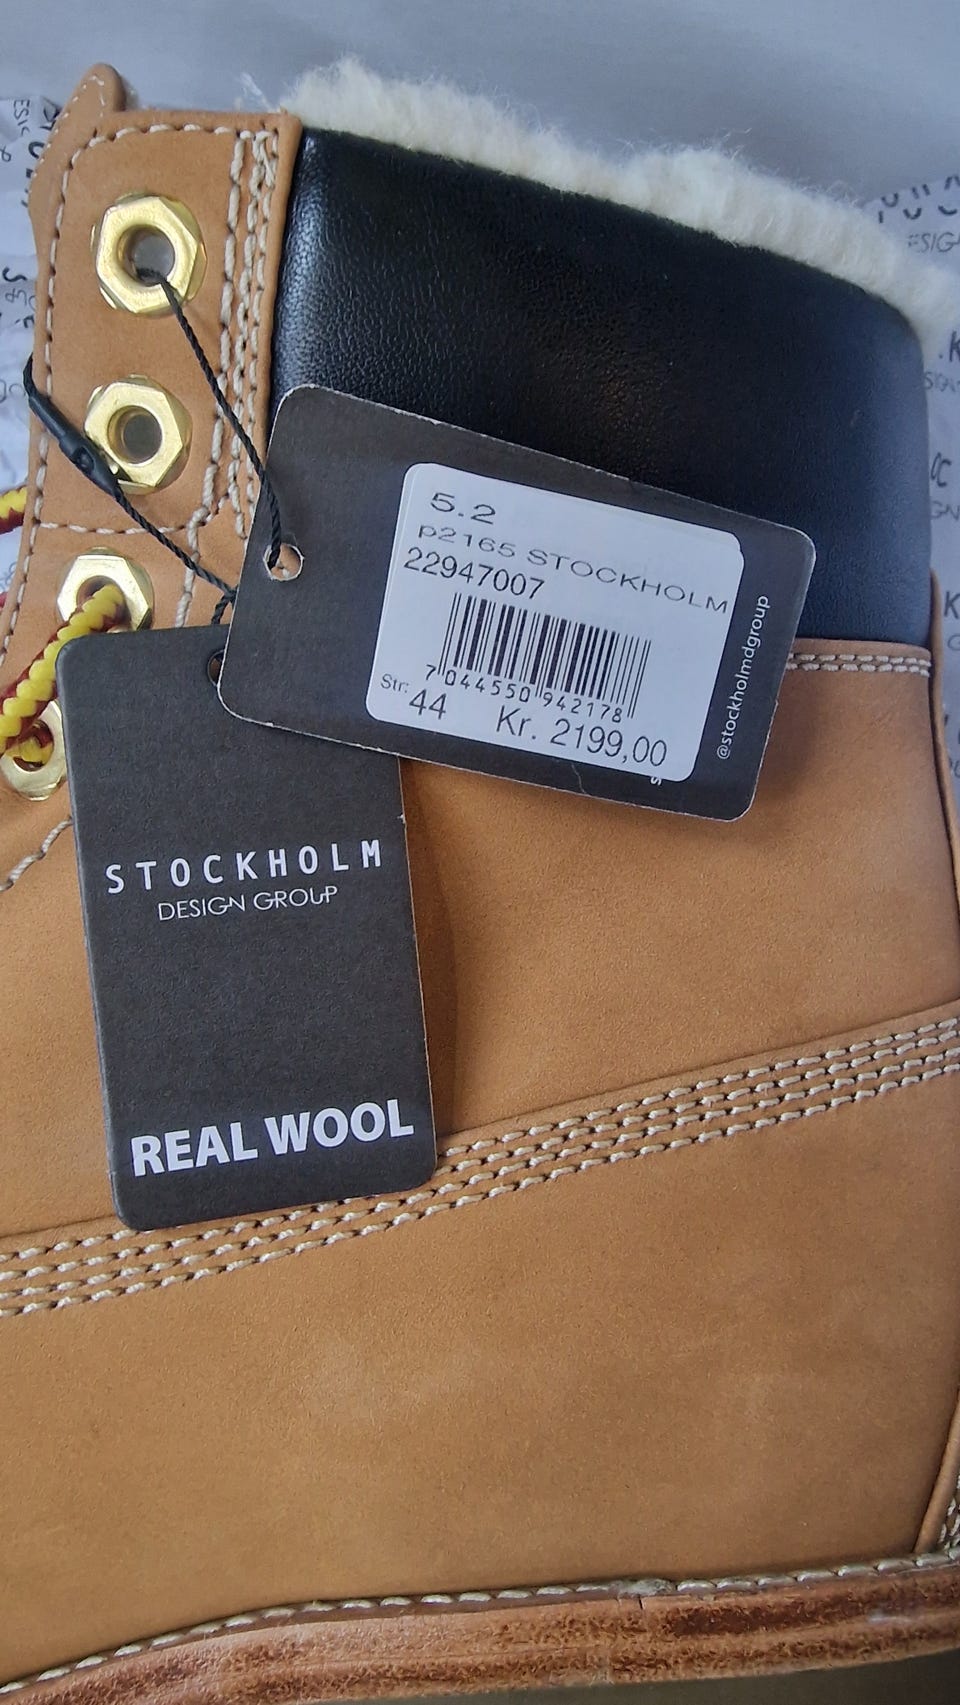 5.2
p2165 STOCKHOLM
22947007
7 044550 942178
Str:
44 Kr. 2199,00
@stockholmdgroup
STOCKHOLM
DESIGN GROUP
REAL WOOL